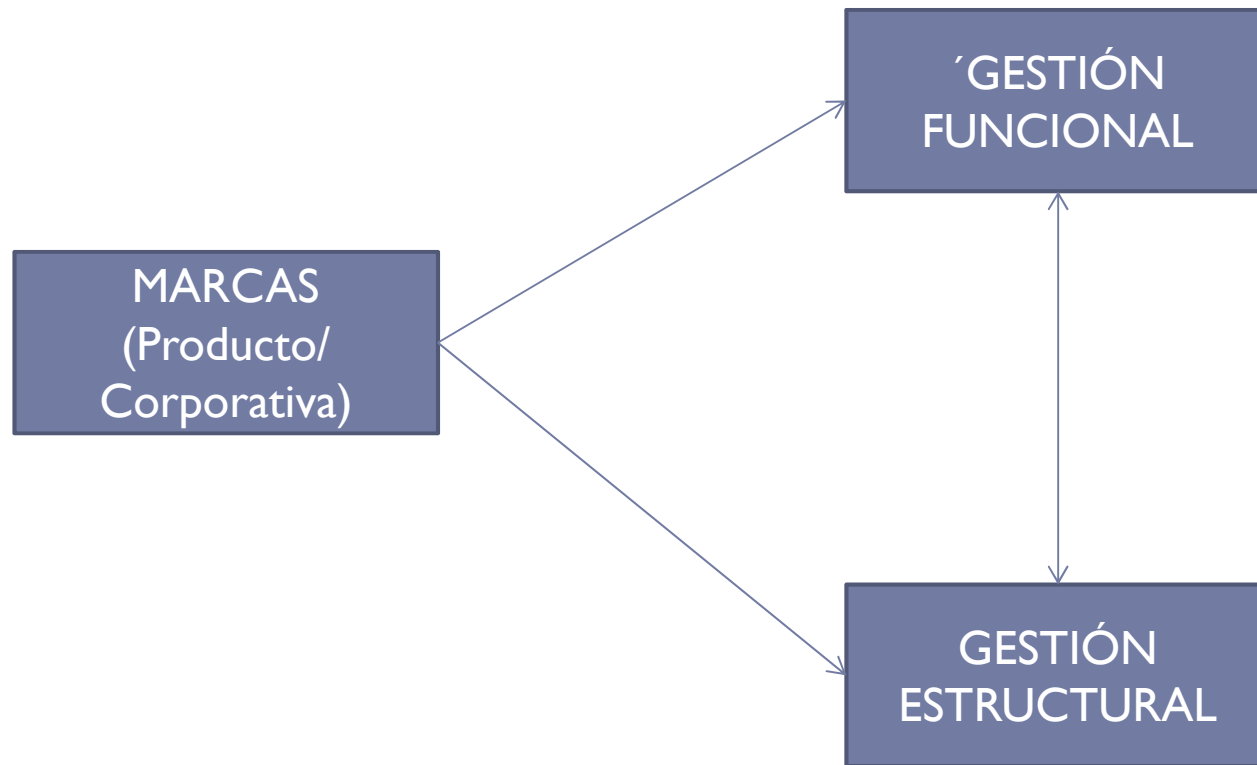 ´GESTIÓN
FUNCIONAL
MARCAS
(Producto/
Corporativa)
GESTIÓN
ESTRUCTURAL